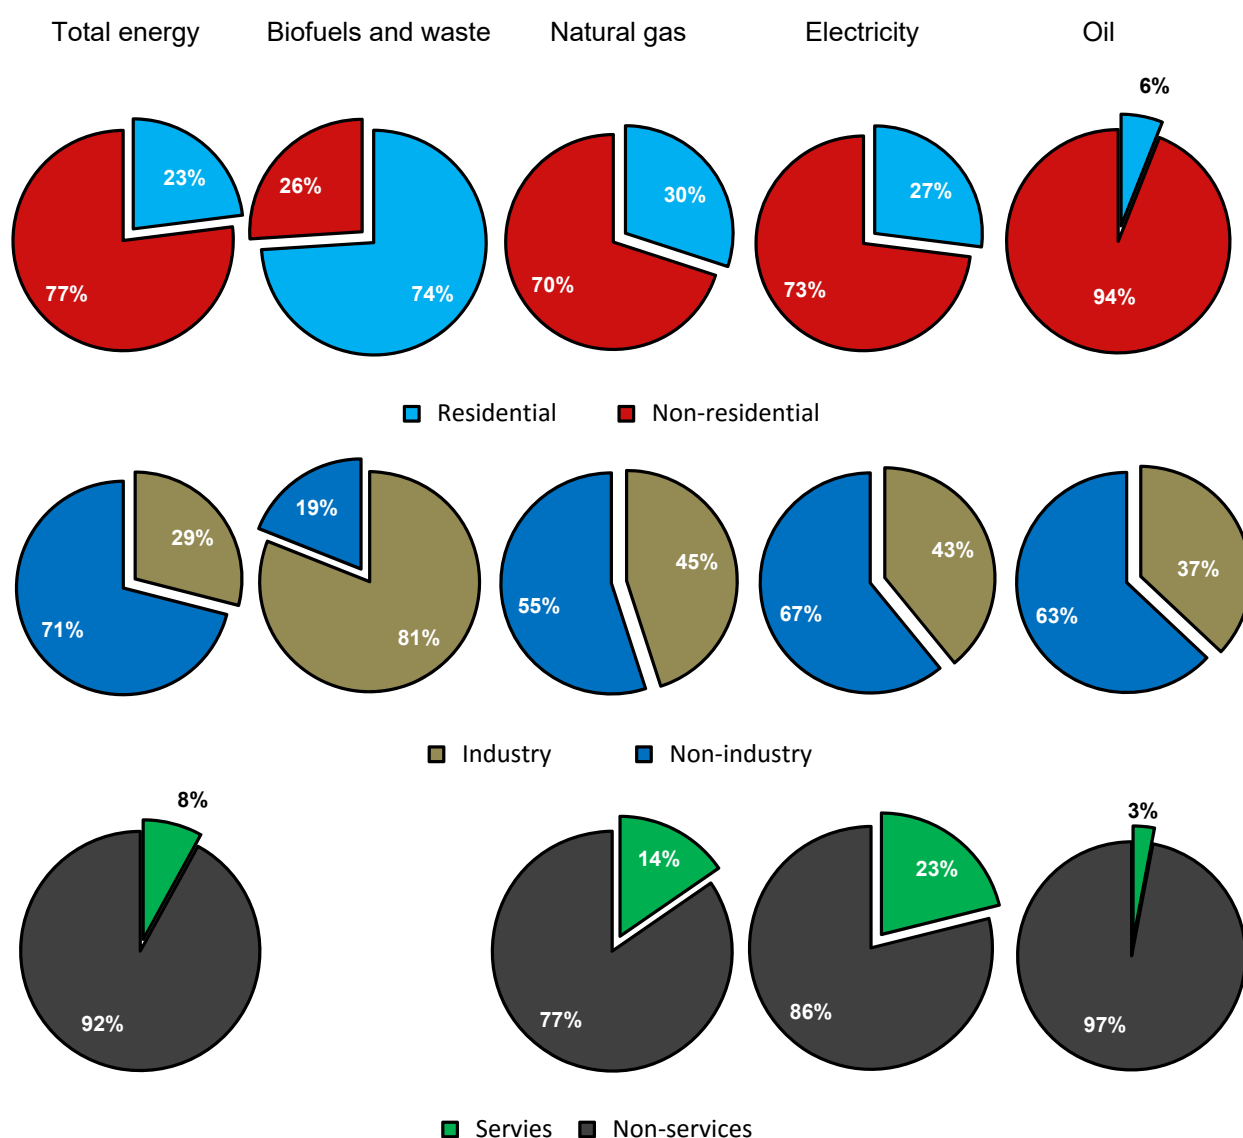 Total energy Biofuels and waste Natural gas Electricity Oil
6%
23% 26% 30% 27%
77% 74% 70% 73% 94%
Residential Non-residential
29% 19% 45% 43% 37%
71% 81% 55% 67% 63%
Industry Non-industry
8% 3%
14% 23%
92% 77% 86% 97%
Servies Non-services